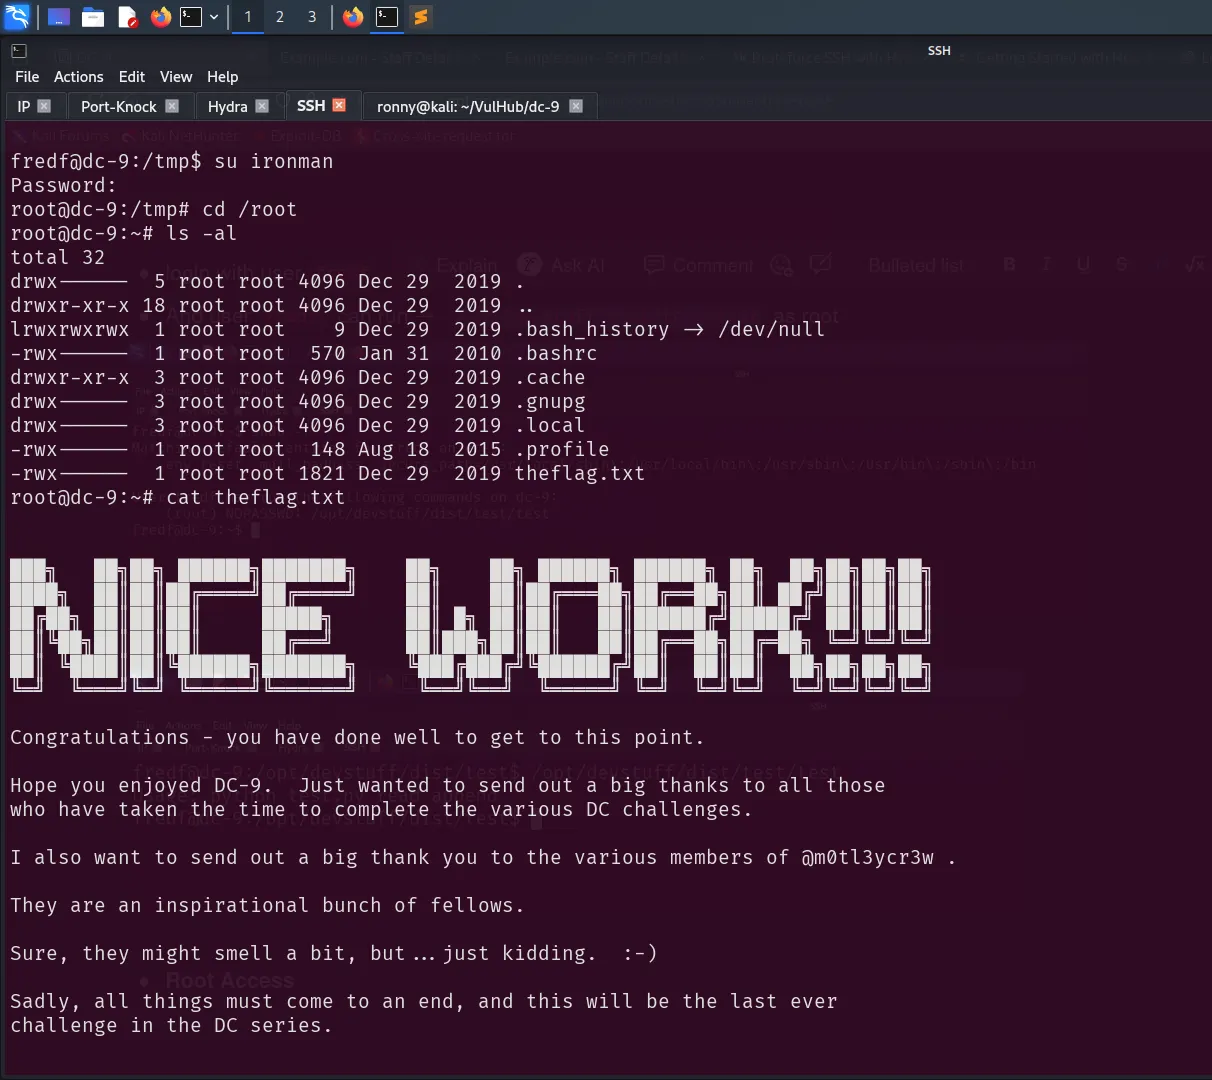 1 2 3
SSH
File Actions Edit View Help
IP Port-Knock Hydra SSH ronny@kali: ~/VulHub/dc-9
fredf@dc-9:/tmp$ su ironman
Password:
root@dc-9:/tmp# cd /root
root@dc-9:~# ls -al
total 32
drwx------  5 root root 4096 Dec 29  2019 .
drwxr-xr-x 18 root root 4096 Dec 29  2019 ..
lrwxrwxrwx  1 root root    9 Dec 29  2019 .bash_history -> /dev/null
-rwx------  1 root root  570 Jan 31  2010 .bashrc
drwxr-xr-x  3 root root 4096 Dec 29  2019 .cache
drwx------  3 root root 4096 Dec 29  2019 .gnupg
drwx------  3 root root 4096 Dec 29  2019 .local
-rwx------  1 root root  148 Aug 18  2015 .profile
-rwx------  1 root root 1821 Dec 29  2019 theflag.txt
root@dc-9:~# cat theflag.txt
NICE WORK!!!
Congratulations - you have done well to get to this point.
Hope you enjoyed DC-9.  Just wanted to send out a big thanks to all those
who have taken the time to complete the various DC challenges.
I also want to send out a big thank you to the various members of @m0tl3ycr3w .
They are an inspirational bunch of fellows.
Sure, they might smell a bit, but...just kidding.  :-)
Root Access
Sadly, all things must come to an end, and this will be the last ever
challenge in the DC series.